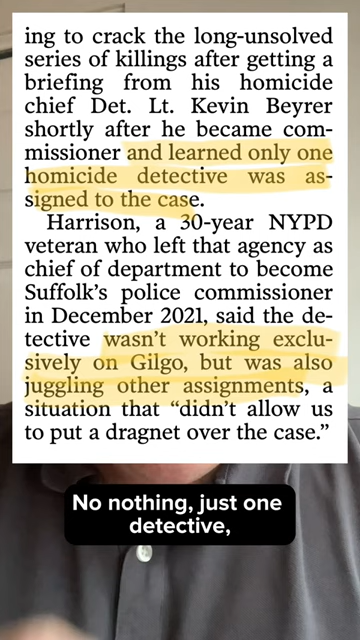 ing to crack the long-unsolved
series of killings after getting a
briefing from his homicide
chief Det. Lt. Kevin Beyrer
shortly after he became com-
missioner and learned only one
homicide detective was as-
signed to the case.
Harrison, a 30-year NYPD
veteran who left that agency as
chief of department to become
Suffolk's police commissioner
in December 2021, said the de-
tective wasn't working exclu-
sively on Gilgo, but was also
juggling other assignments, a
situation that “didn't allow us
to put a dragnet over the case.”
No nothing, just one
detective,